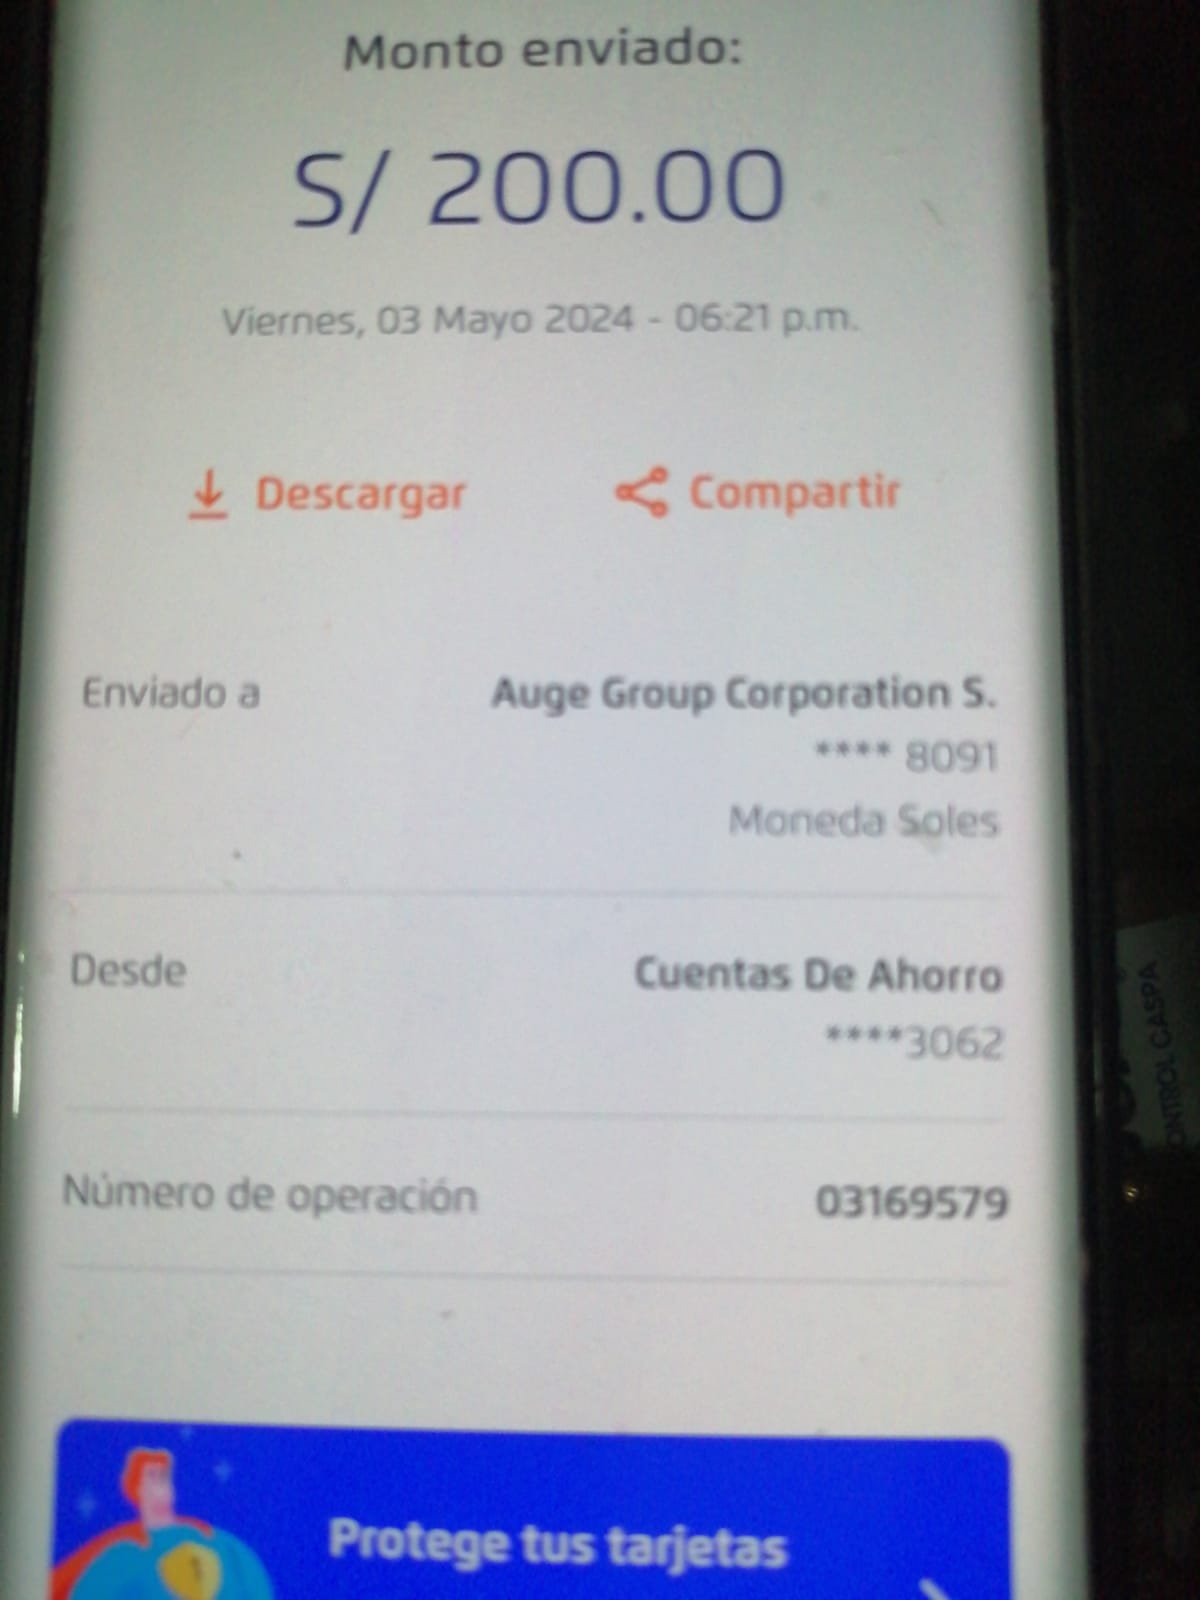 Monto enviado:
S/ 200.00
Viernes, 03 Mayo 2024 - 06:21 p.m.
Descargar
Compartir
Enviado a
Auge Group Corporation S.
**** 8091
Moneda Soles
Desde
Cuentas De Ahorro
****3062
Número de operación
03169579
Protege tus tarjetas
CASPA